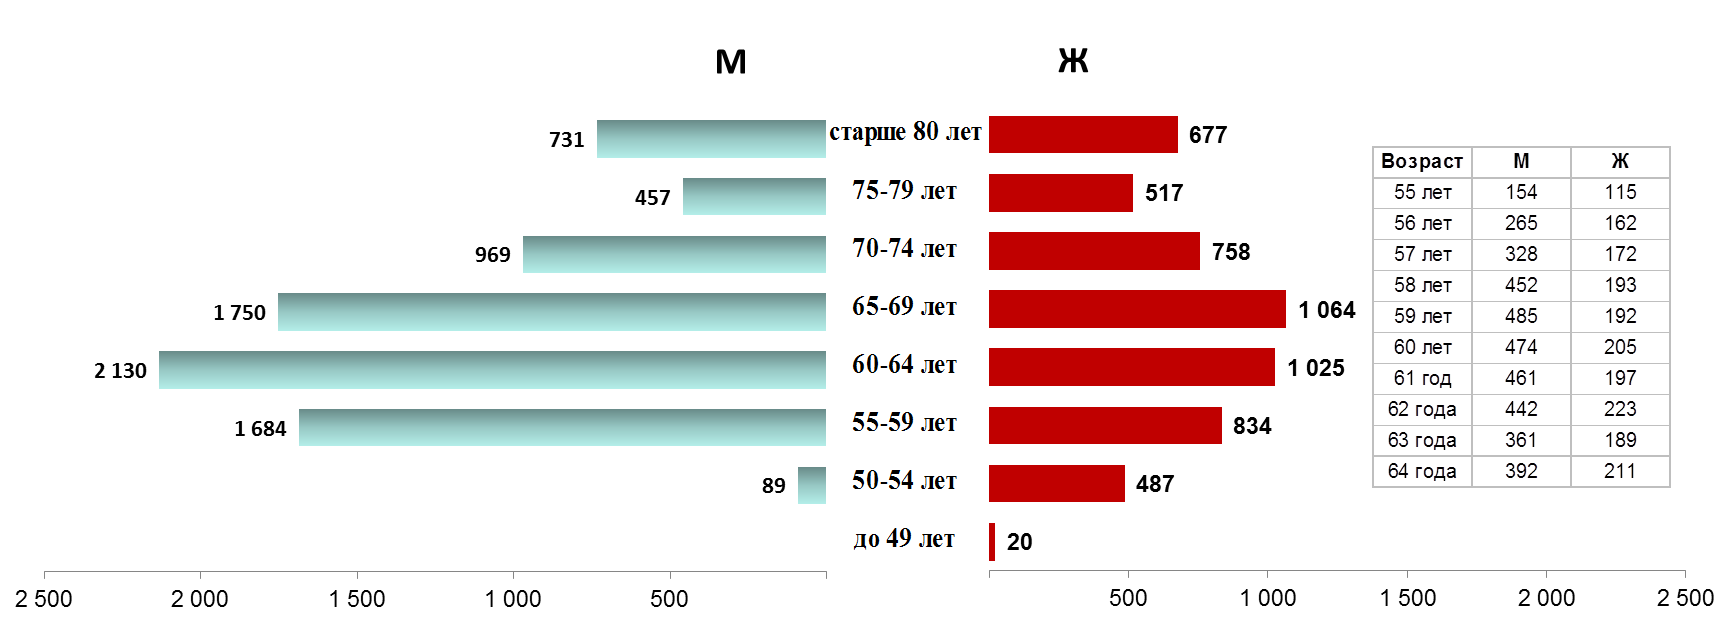 М Ж
731 старше 80 лет 677
457 75-79 лет 517
969 70-74 лет 758
1 750 65-69 лет 1 064
2 130 60-64 лет 1 025
1 684 55-59 лет 834
89 50-54 лет 487
до 49 лет 20
2 500 2 000 1 500 1 000 500 500 1 000 1 500 2 000 2 500
Возраст М Ж
55 лет 154 115
56 лет 265 162
57 лет 328 172
58 лет 452 193
59 лет 485 192
60 лет 474 205
61 год 461 197
62 года 442 223
63 года 361 189
64 года 392 211